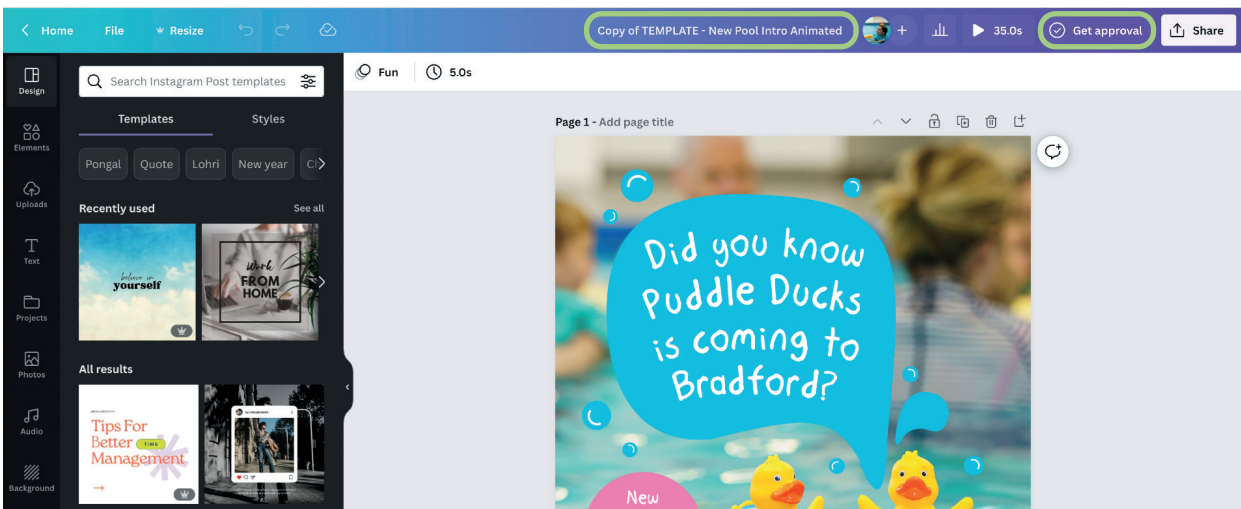 Home File Resize Copy of TEMPLATE - New Pool Intro Animated + 35.0s Get approval Share
Design
Search Instagram Post templates
Fun 5.0s
Templates Styles
Page 1 - Add page title
Elements
Pongal Quote Lohri New year
Uploads
Recently used See all
Text
believe in
yourself
Work
FROM
HOME
Projects
Photos
All results
Audio
Tips For
Better TIME
Management
Background
Did you know
Puddle Ducks
is coming to
Bradford?
New